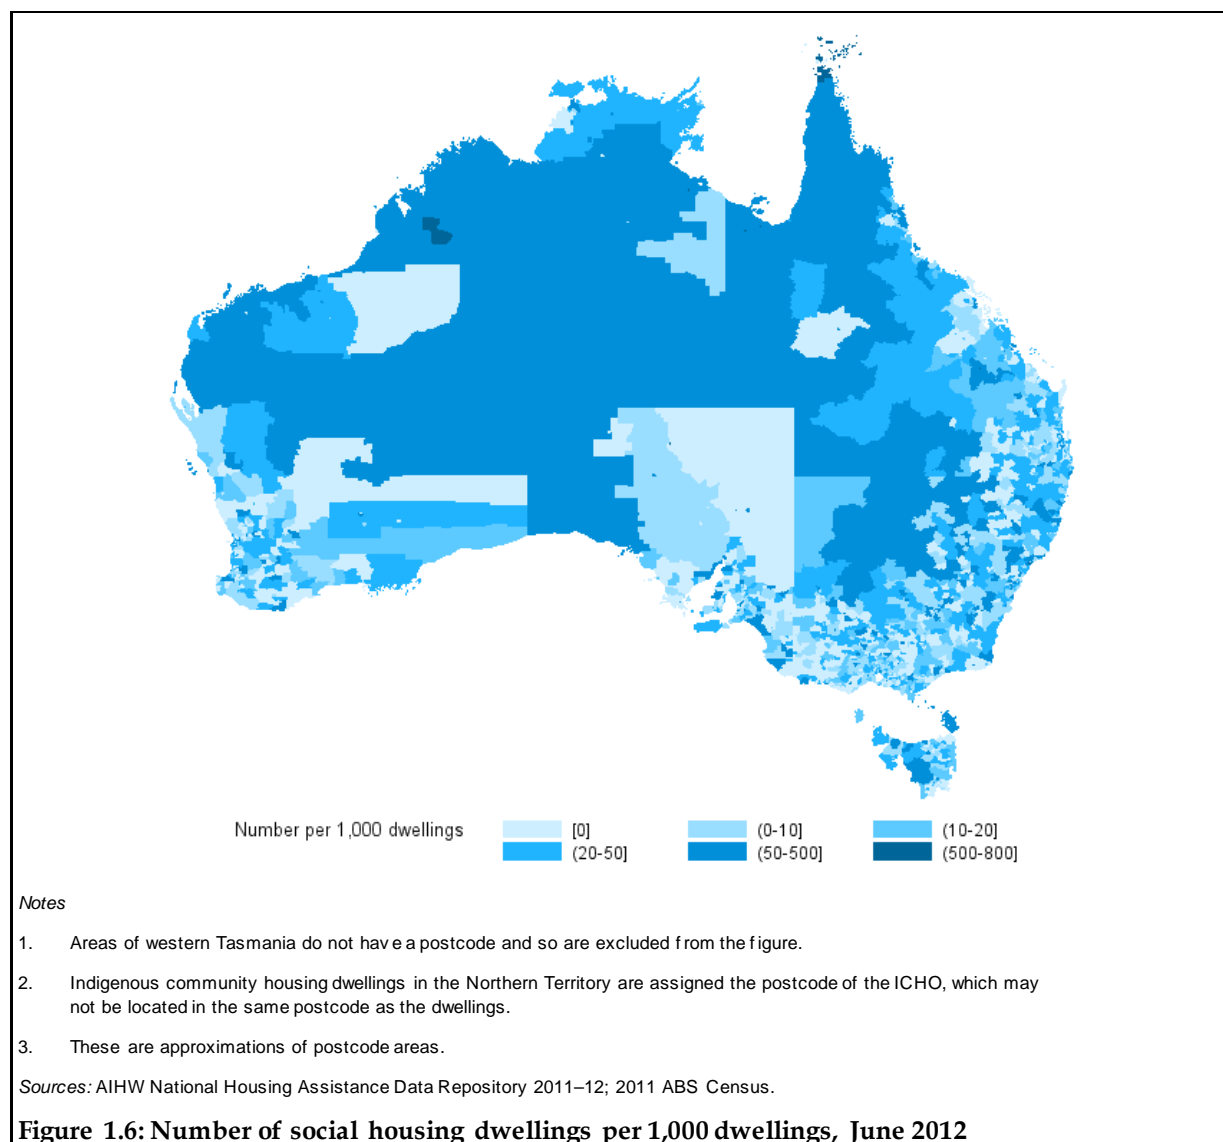 Number per 1,000 dwellings [0] (0-10] (10-20]
(20-50] (50-500] (500-800]
Notes
1. Areas of western Tasmania do not have a postcode and so are excluded from the figure.
2. Indigenous community housing dwellings in the Northern Territory are assigned the postcode of the ICHO, which may
not be located in the same postcode as the dwellings.
3. These are approximations of postcode areas.
Sources: AIHW National Housing Assistance Data Repository 2011–12; 2011 ABS Census.
Figure 1.6: Number of social housing dwellings per 1,000 dwellings, June 2012